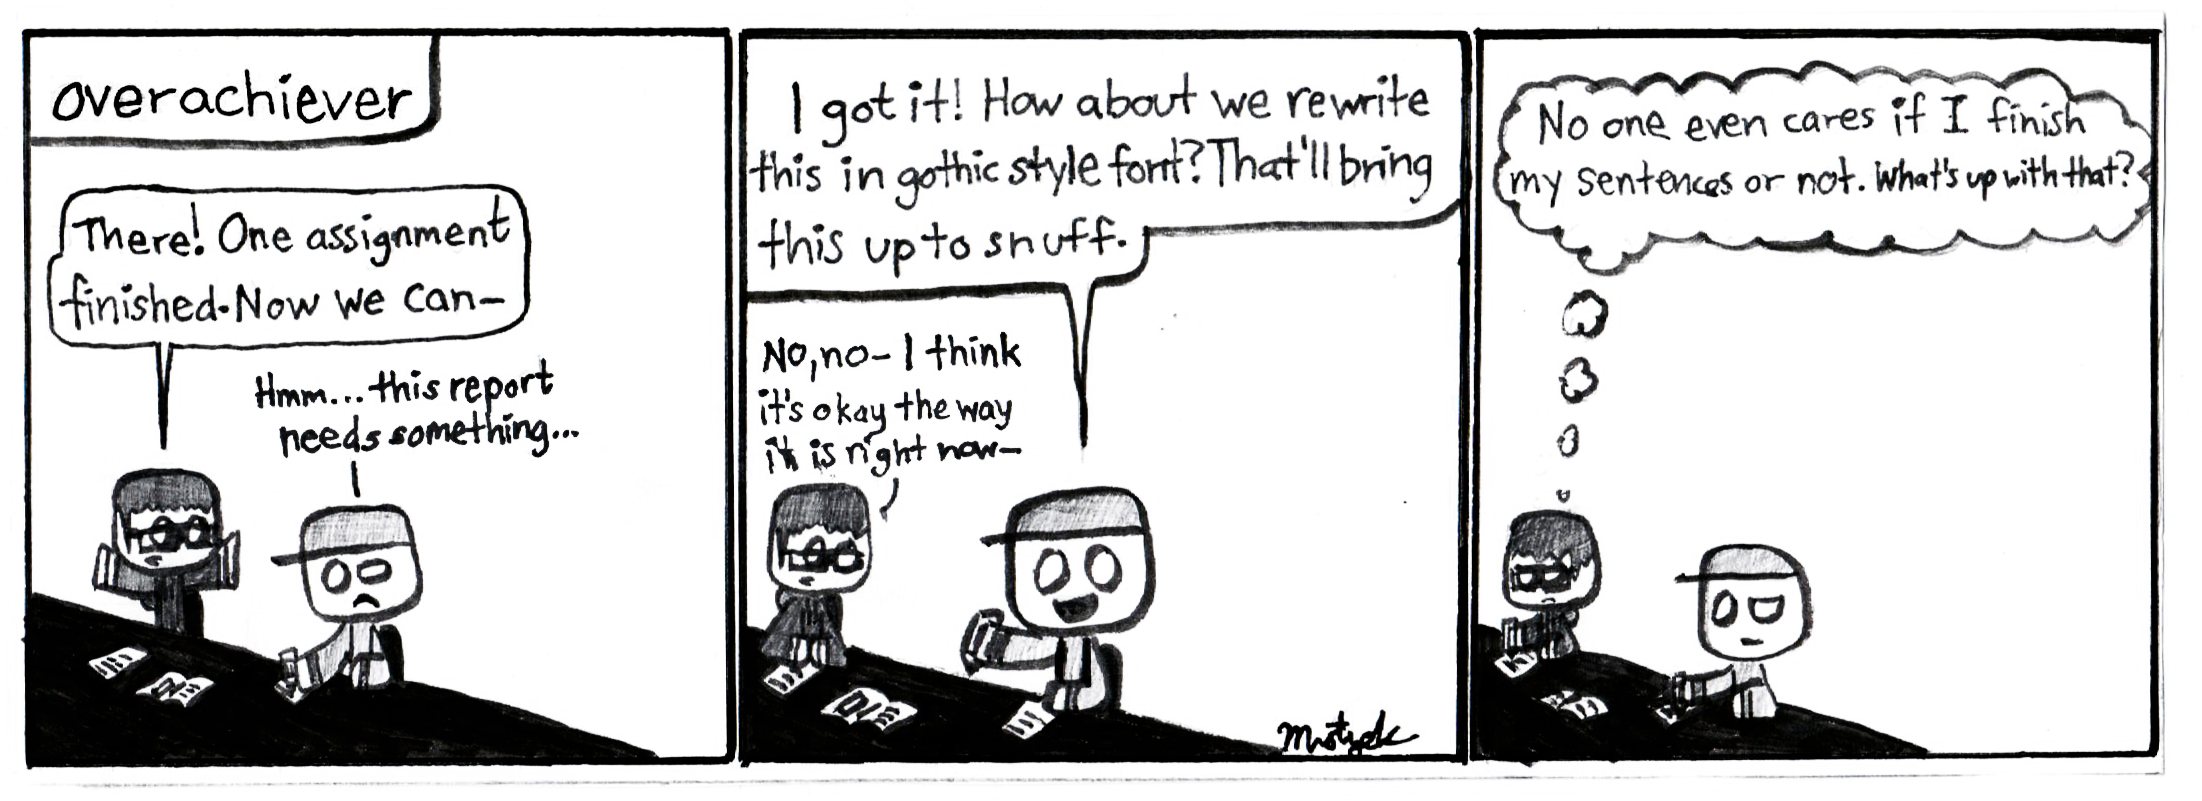 overachiever
There! One assignment
finished. Now we can-
Hmm... this report
needs something...
I got it! How about we rewrite
this in gothic style font? That'll bring
this up to snuff.
No, no- I think
it's okay the way
it is right now-
No one even cares if I finish
my sentences or not. What's up with that?